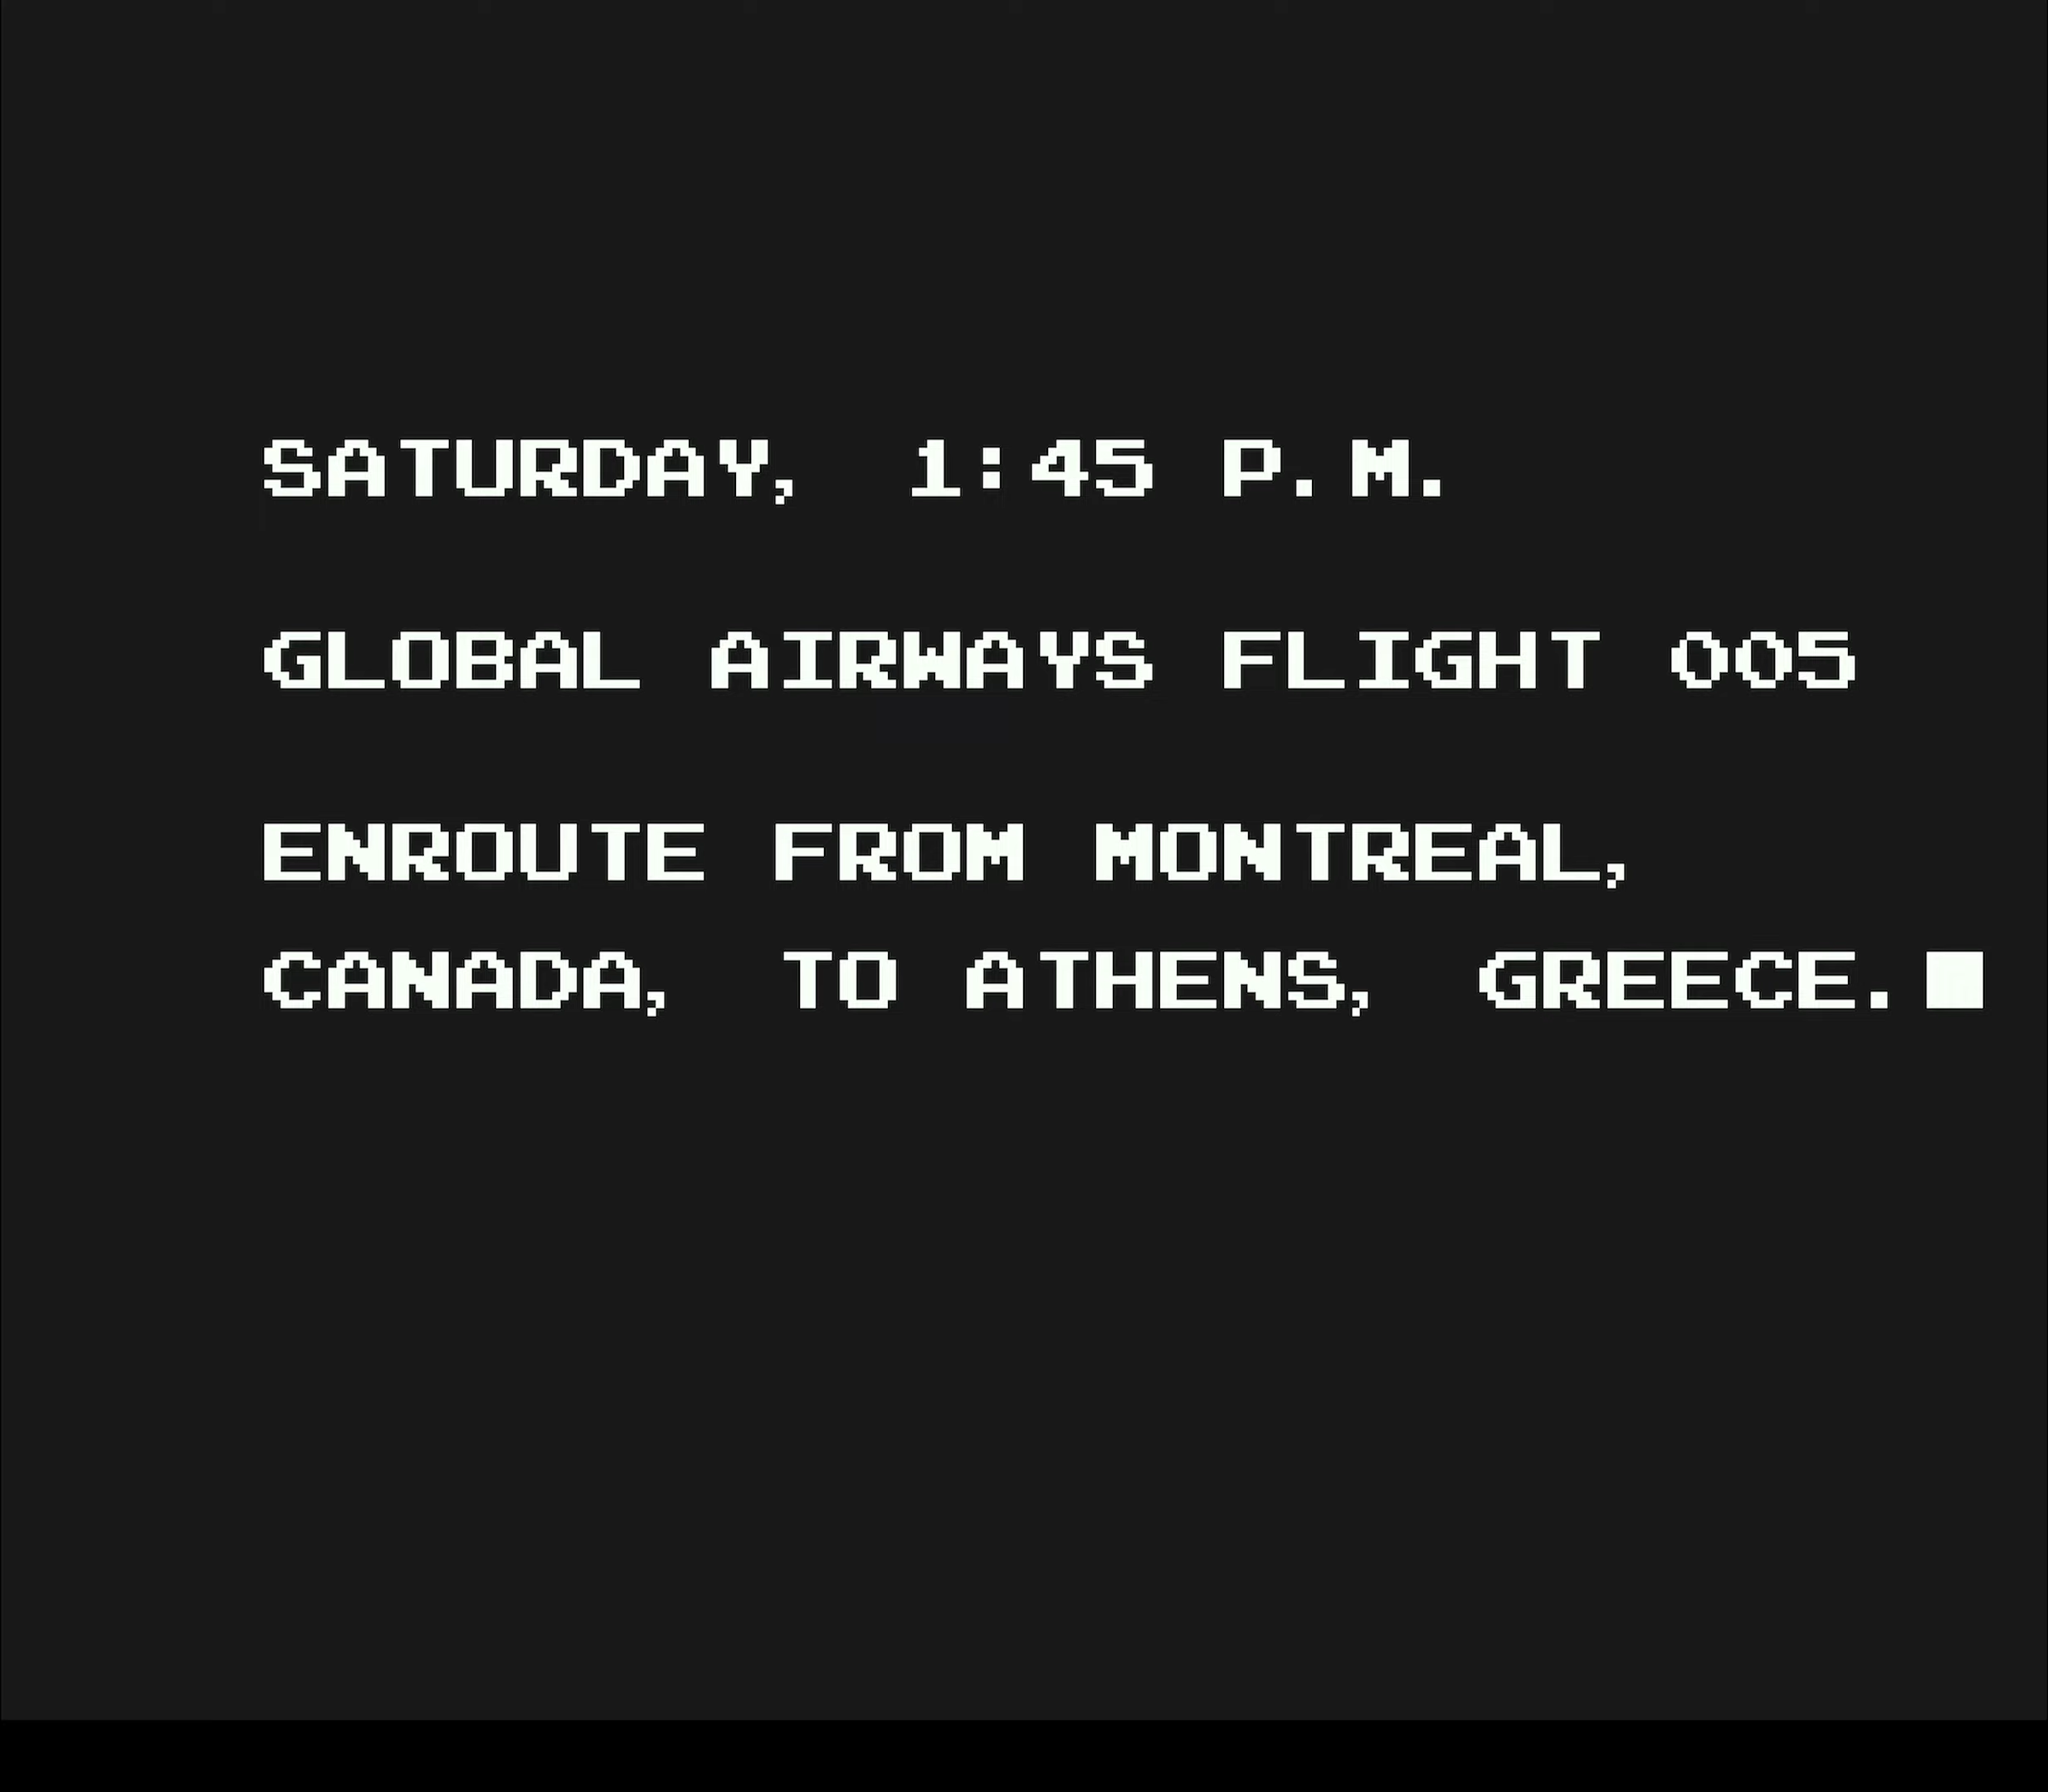 SATURDAY, 1:45 P.M.
GLOBAL AIRWAYS FLIGHT 005
ENROUTE FROM MONTREAL,
CANADA, TO ATHENS, GREECE.